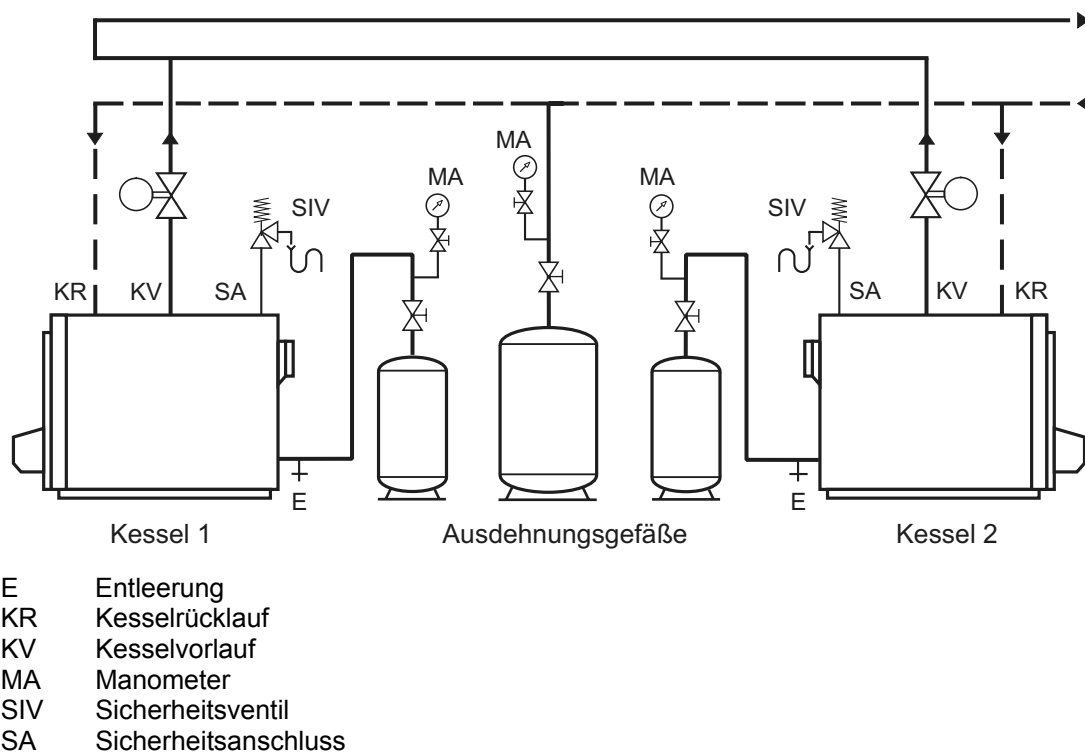 MA
MA
MA
SIV
SIV
KR KV SA
SA KV KR
E
E
Kessel 1 Ausdehnungsgefäße Kessel 2
E Entleerung
KR Kesselrücklauf
KV Kesselvorlauf
MA Manometer
SIV Sicherheitsventil
SA Sicherheitsanschluss